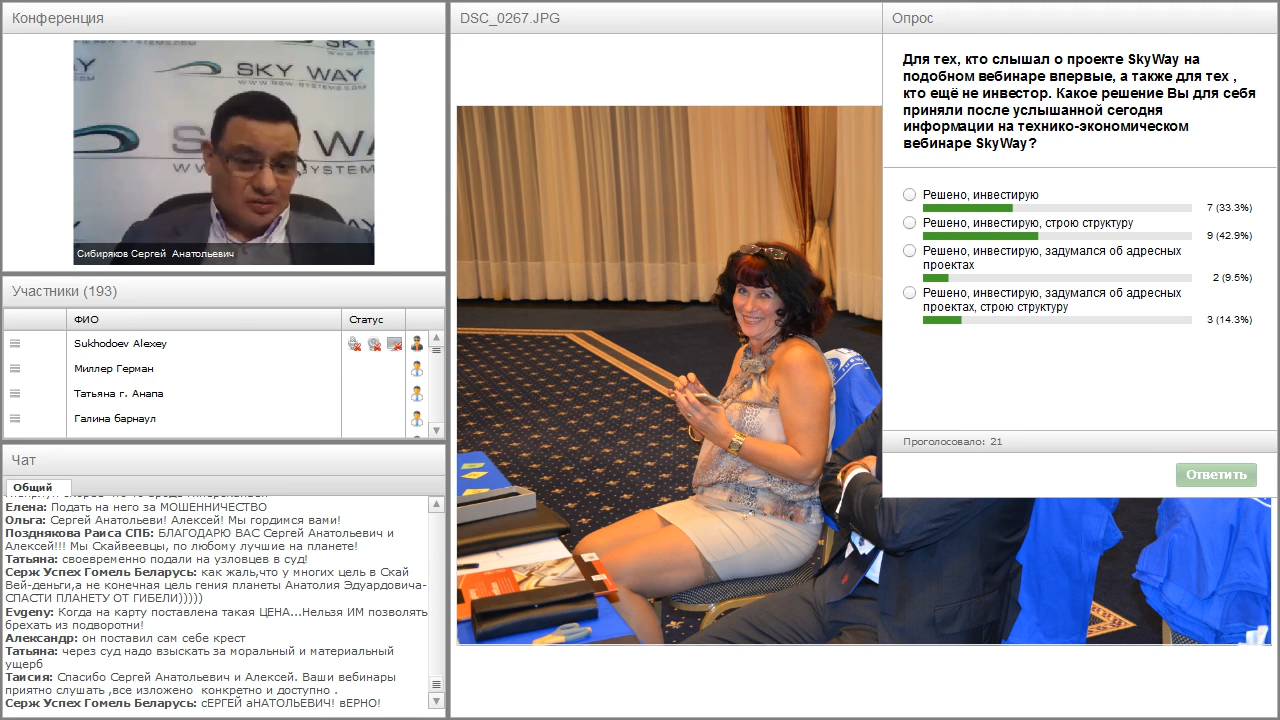 Конференция
SKY
SKY WAY
WWW.RSW-SYSTEMS.COM
Сибиряков Сергей Анатольевич
Участники (193)
ФИО
Статус
Sukhodoev Alexey
Миллер Герман
Татьяна г. Анапа
Галина барнаул
Чат
Общий
Елена: Подать на него за МОШЕННИЧЕСТВО
Ольга: Сергей Анатольеви! Алексей! Мы гордимся вами!
Позднякова Раиса СПБ: БЛАГОДАРЮ ВАС Сергей Анатольевич и
Алексей!!! Мы Скайвеевцы, по любому лучшие на планете!
Татьяна: своевременно подали на узловцев в суд!
Серж Успех Гомель Беларусь: как жаль,что у многих цель в Скай
Вей-деньги,а не конечная цель гения планеты Анатолия Эдуардовича-
СПАСТИ ПЛАНЕТУ ОТ ГИБЕЛИ)))))
Evgeny: Когда на карту поставлена такая ЦЕНА...Нельзя ИМ позволять
брехать из подворотни!
Александр: он поставил сам себе крест
Татьяна: через суд надо взыскать за моральный и материальный
ущерб
Таисия: Спасибо Сергей Анатольевич и Алексей. Ваши вебинары
приятно слушать ,все изложено  конкретно и доступно .
Серж Успех Гомель Беларусь: сЕРГЕЙ аНАТОЛЬЕВИЧ! вЕРНО!
DSC_0267.JPG
Опрос
Для тех, кто слышал о проекте SkyWay на
подобном вебинаре впервые, а также для тех ,
кто ещё не инвестор. Какое решение Вы для себя
приняли после услышанной сегодня
информации на технико-экономическом
вебинаре SkyWay?
Решено, инвестирую
7 (33.3%)
Решено, инвестирую, строю структуру
9 (42.9%)
Решено, инвестирую, задумался об адресных
проектах
2 (9.5%)
Решено, инвестирую, задумался об адресных
проектах, строю структуру
3 (14.3%)
Проголосовало: 21
Ответить